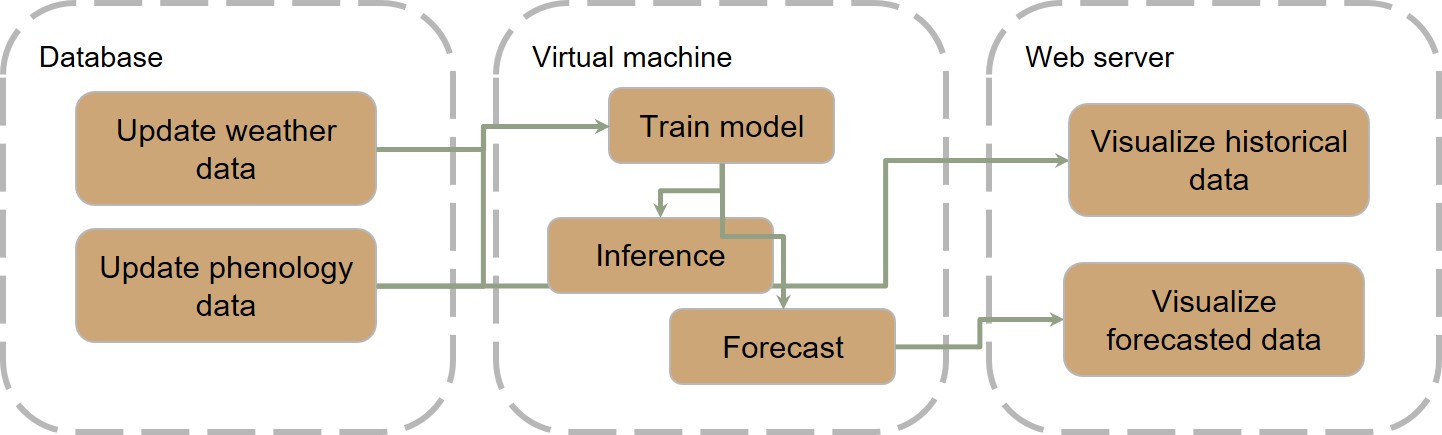 Database
Update weather
data
Update phenology
data
Virtual machine
Train model
Inference
Forecast
Web server
Visualize historical
data
Visualize
forecasted data